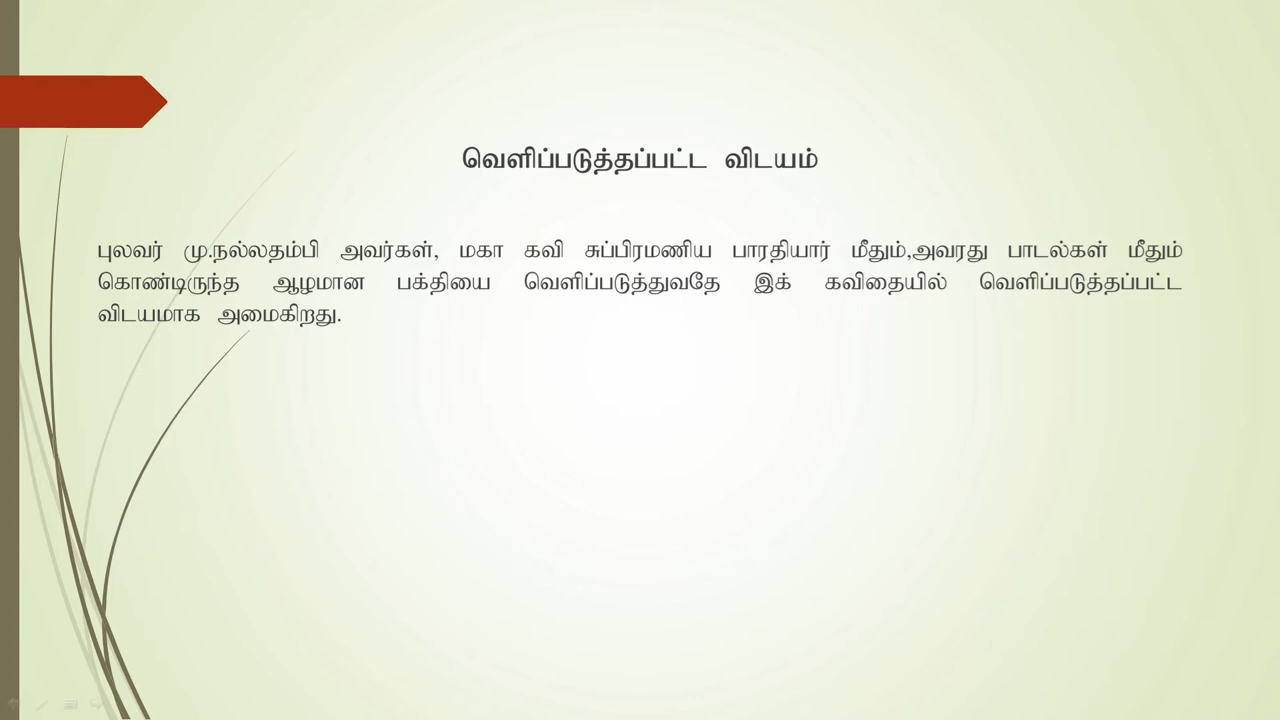 வெளிப்படுத்தப்பட்ட விடயம்
புலவர் மு.நல்லதம்பி அவர்கள், மகா கவி சுப்பிரமணிய பாரதியார் மீதும்,அவரது பாடல்கள் மீதும்
கொண்டிருந்த ஆழமான பக்தியை வெளிப்படுத்துவதே இக் கவிதையில் வெளிப்படுத்தப்பட்ட
விடயமாக அமைகிறது.